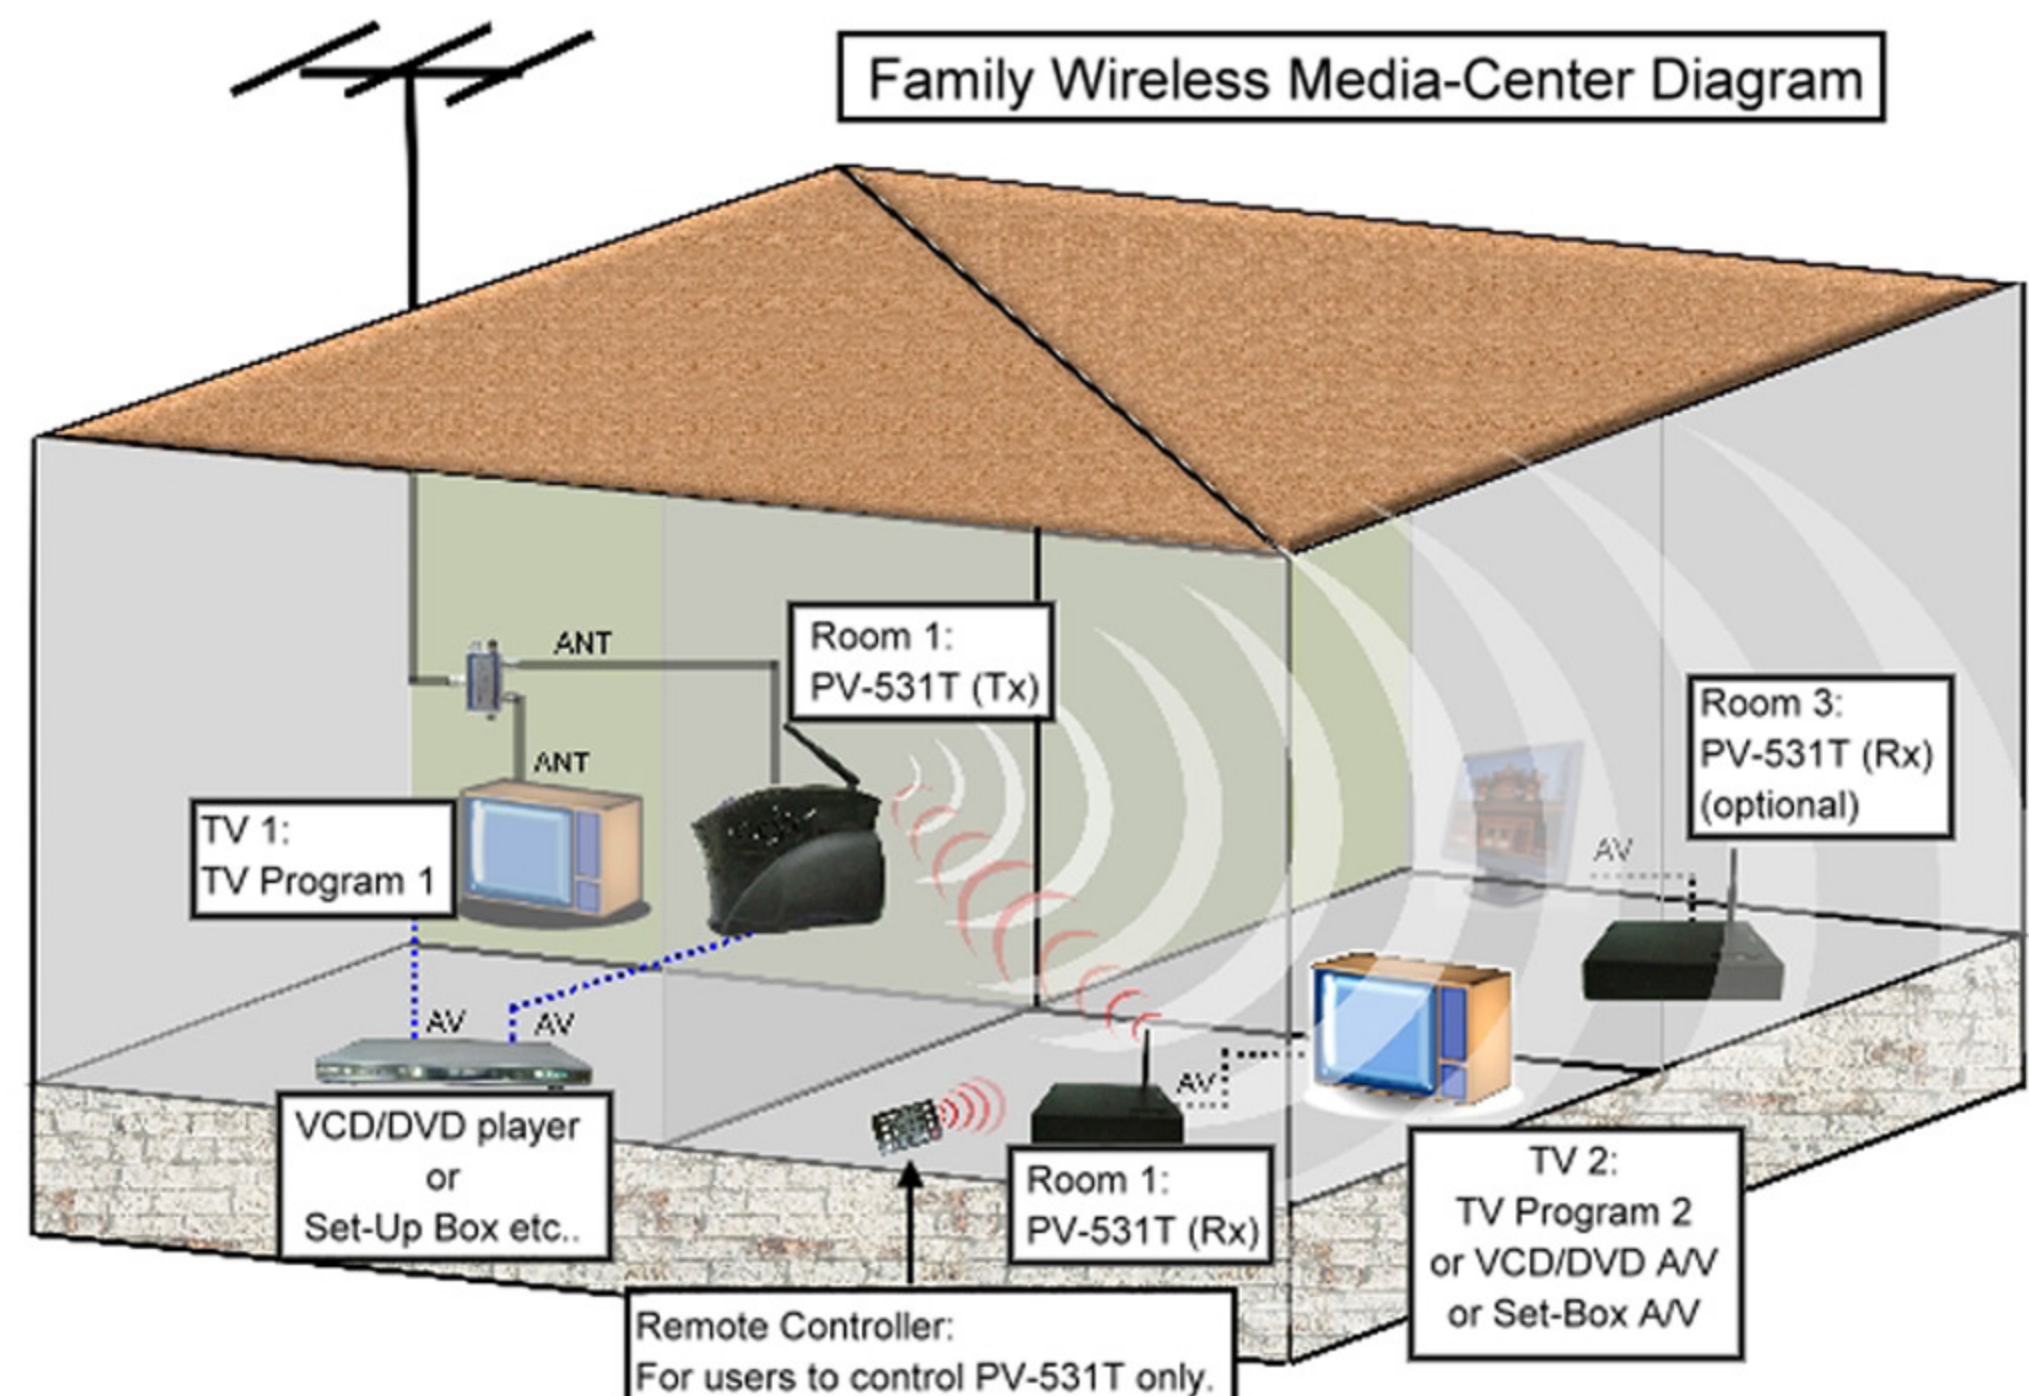 Family Wireless Media-Center Diagram
ANT
Room 1:
PV-531T (Tx)
ANT
Room 3:
PV-531T (Rx)
(optional)
TV 1:
TV Program 1
AV
AV
AV
AV
VCD/DVD player
or
Set-Up Box etc..
Room 1:
PV-531T (Rx)
TV 2:
TV Program 2
or VCD/DVD A/V
or Set-Box A/V
Remote Controller:
For users to control PV-531T only.